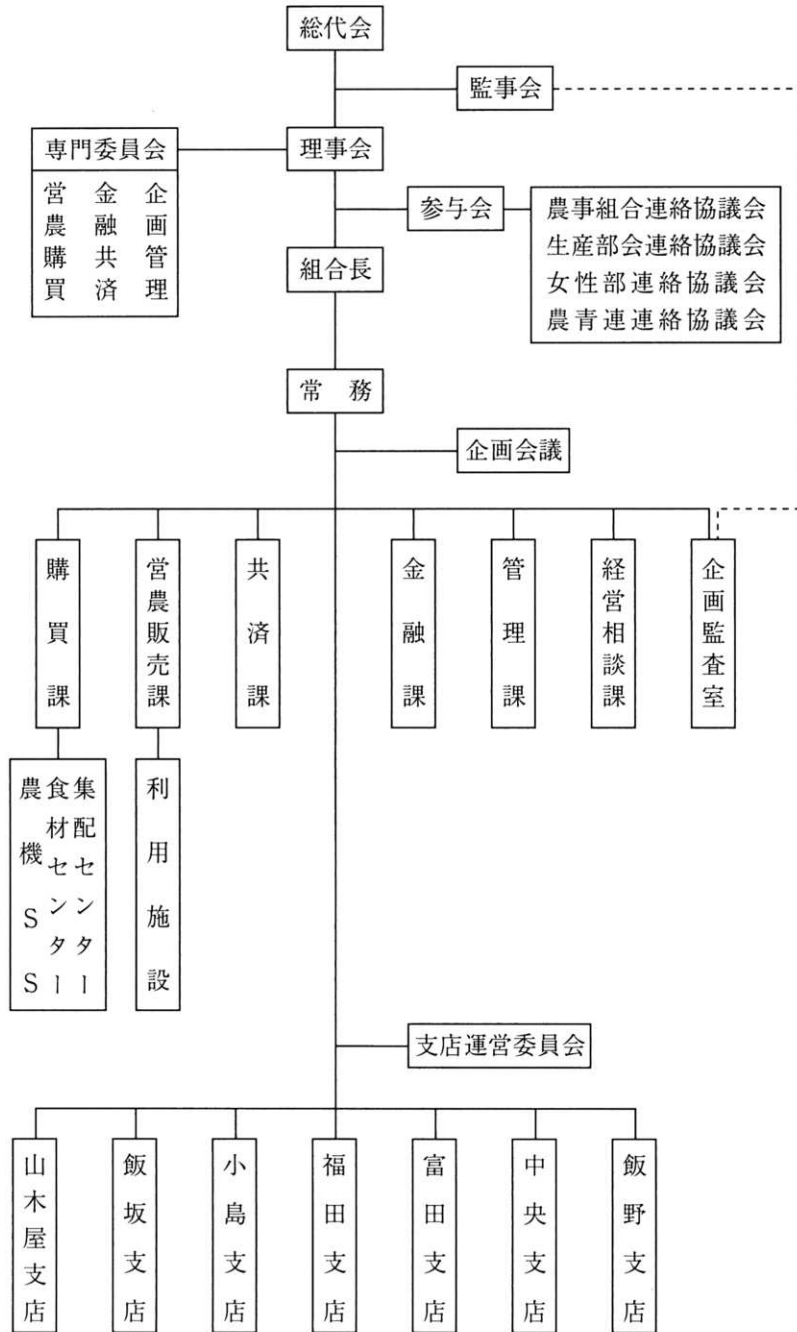 総代会
監事会
専門委員会
企画管理
金融共済
営農購買
理事会
参与会
農事組合連絡協議会
生産部会連絡協議会
女性部連絡協議会
農青連連絡協議会
組合長
常務
企画会議
購買課
営農販売課
共済課
金融課
管理課
経営相談課
企画監査室
集配センター
食材センター
農機SS
利用施設
支店運営委員会
山木屋支店
飯坂支店
小島支店
福田支店
富田支店
中央支店
飯野支店